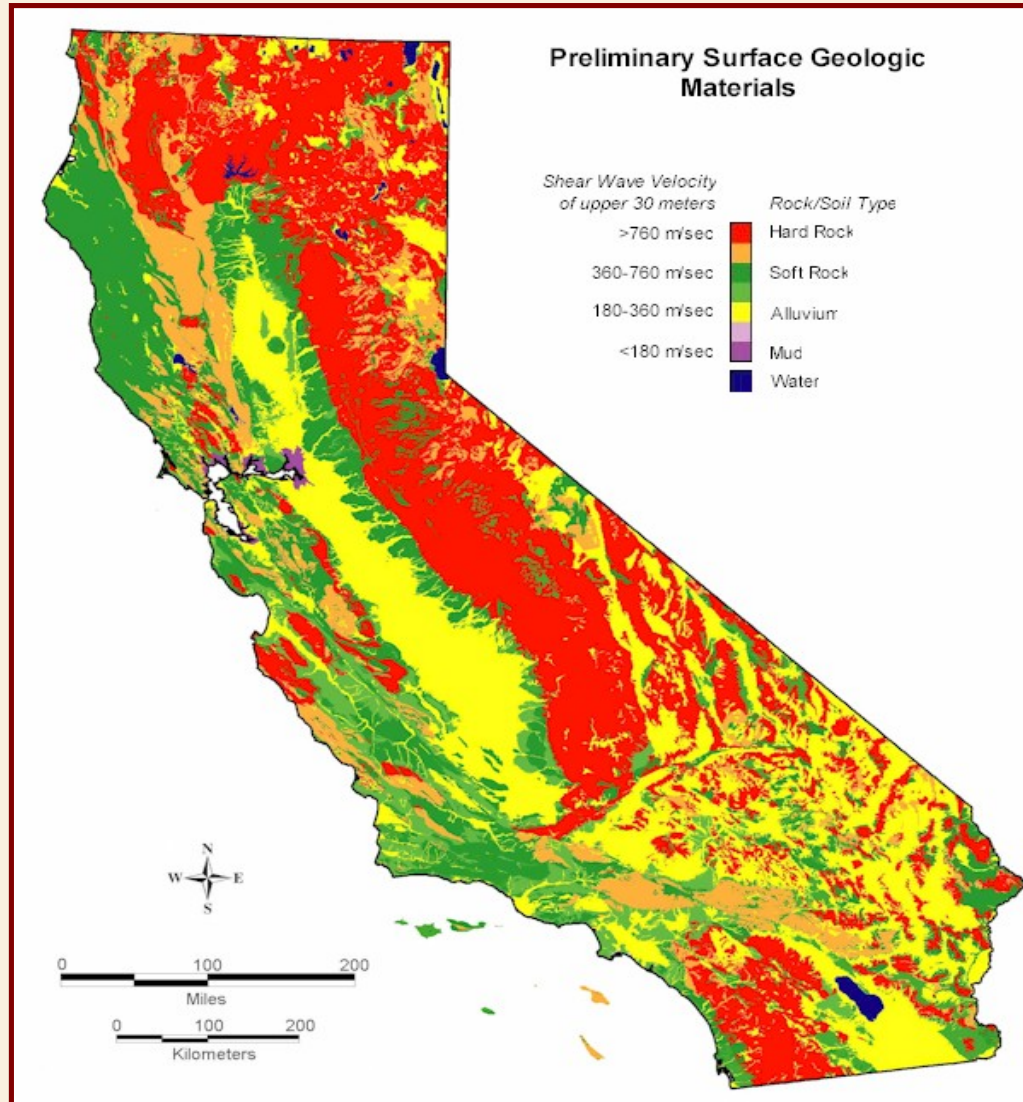 Preliminary Surface Geologic
Materials
Shear Wave Velocity
of upper 30 meters
Rock/Soil Type
>760 m/sec
Hard Rock
360-760 m/sec
Soft Rock
180-360 m/sec
Alluvium
<180 m/sec
Mud
Water
N
W
E
S
0
100
200
Miles
0
100
200
Kilometers